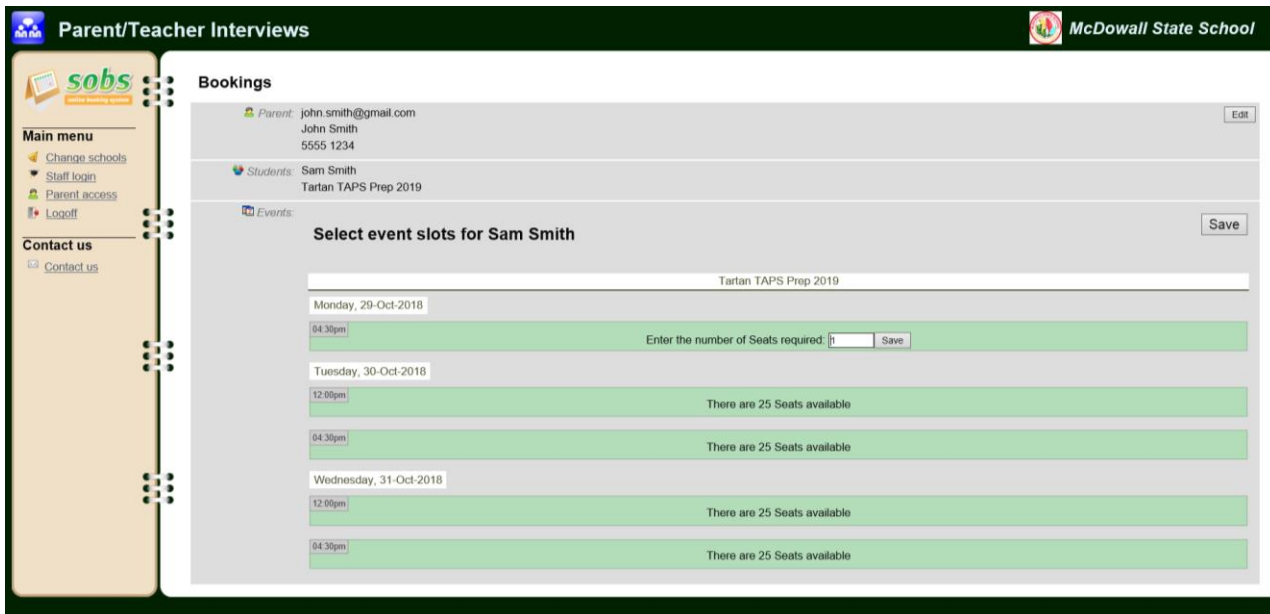 Parent/Teacher Interviews
McDowall State School
sobs
online booking system
Main menu
Change schools
Staff login
Parent access
Logoff
Contact us
Contact us
Bookings
Parent: john.smith@gmail.com
Edit
John Smith
5555 1234
Students: Sam Smith
Tartan TAPS Prep 2019
Events:
Save
Select event slots for Sam Smith
Tartan TAPS Prep 2019
Monday, 29-Oct-2018
04:30pm
Enter the number of Seats required: 1 Save
Tuesday, 30-Oct-2018
12:00pm
There are 25 Seats available
04:30pm
There are 25 Seats available
Wednesday, 31-Oct-2018
12:00pm
There are 25 Seats available
04:30pm
There are 25 Seats available